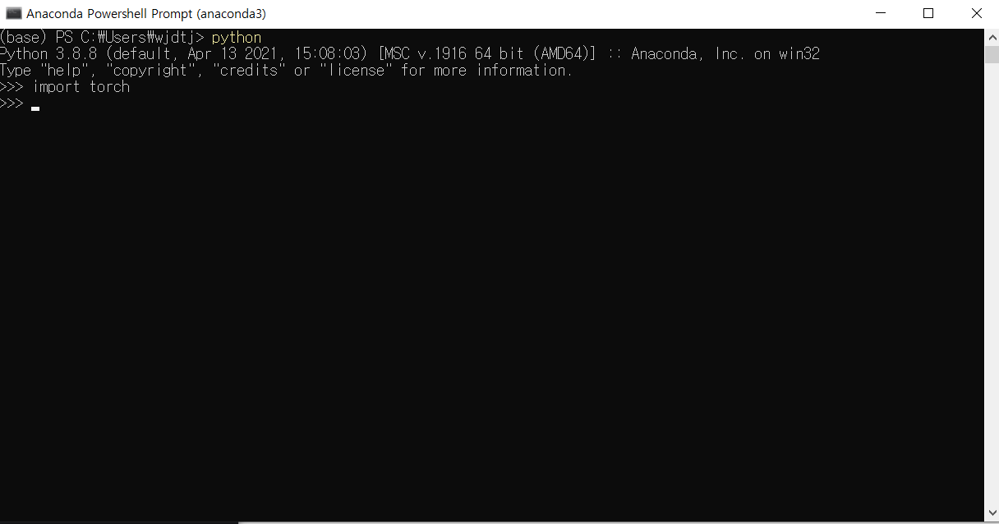 Anaconda Powershell Prompt (anaconda3)
(base) PS C:₩Users₩wjdtj> python
Python 3.8.8 (default, Apr 13 2021, 15:08:03) [MSC v.1916 64 bit (AMD64)] :: Anaconda, Inc. on win32
Type "help", "copyright", "credits" or "license" for more information.
>>> import torch
>>>